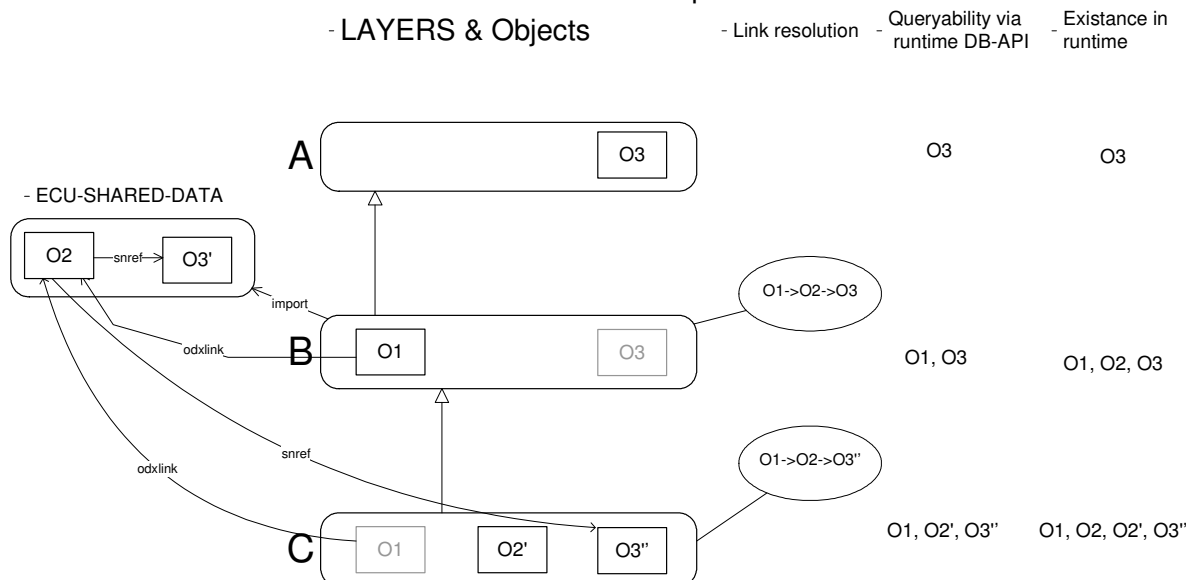 - LAYERS & Objects
- Link resolution
- Queryability via
runtime DB-API
- Existance in
runtime
A
O3
O3
O3
- ECU-SHARED-DATA
O2
snref
O3'
import
O1->O2->O3
odxlink
B
O1
O3
O1, O3
O1, O2, O3
odxlink
snref
O1->O2->O3''
C
O1
O2'
O3''
O1, O2', O3''
O1, O2, O2', O3''